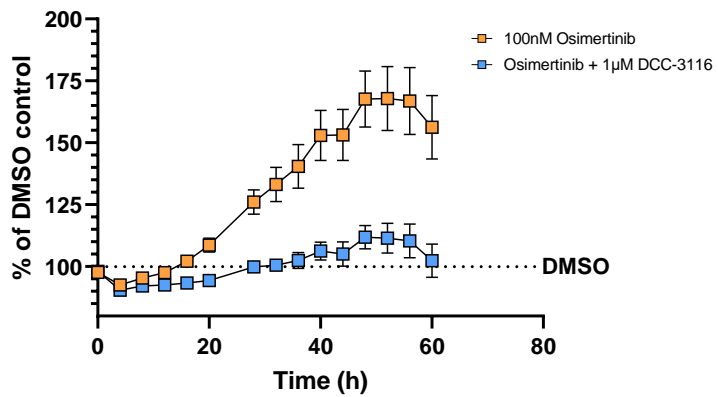 200
175
150
125
100
% of DMSO control
100nM Osimertinib
Osimertinib + 1µM DCC-3116
DMSO
0
20
40
60
80
Time (h)